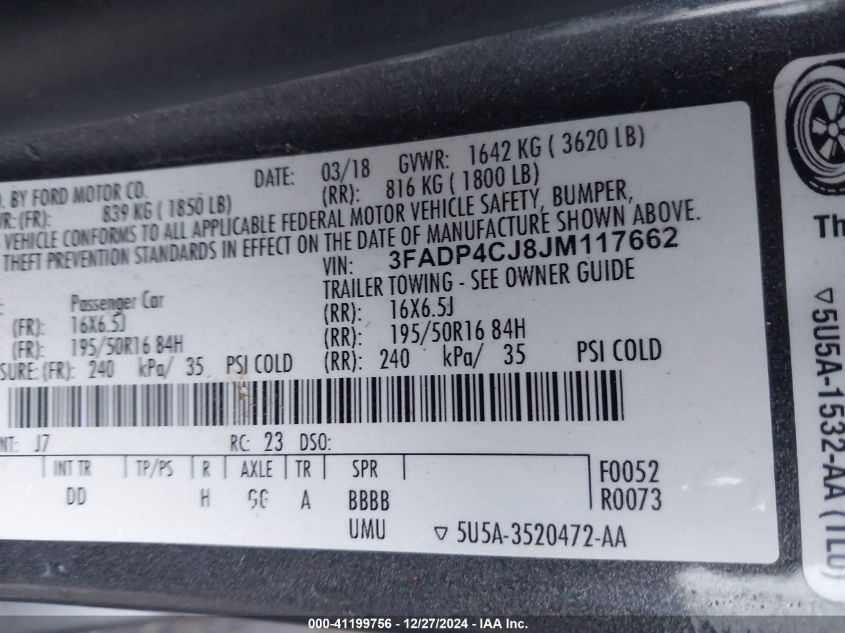 D. BY FORD MOTOR CO. DATE: 03/18 GVWR: 1642 KG ( 3620 LB)
WR: (FR): 839 KG ( 1850 LB) (RR): 816 KG ( 1800 LB)
VEHICLE CONFORMS TO ALL APPLICABLE FEDERAL MOTOR VEHICLE SAFETY, BUMPER,
THEFT PREVENTION STANDARDS IN EFFECT ON THE DATE OF MANUFACTURE SHOWN ABOVE.
VIN: 3FADP4CJ8JM117662
Passenger Car TRAILER TOWING - SEE OWNER GUIDE
(FR): 16X6.5J (RR): 16X6.5J
(FR): 195/50R16 84H (RR): 195/50R16 84H
SURE: (FR): 240 kPa/ 35 PSI COLD (RR): 240 kPa/ 35 PSI COLD
NT: J7 RC: 23 DSO:
INT TR TP/PS R AXLE TR SPR F0052
DD H GG A BBBB R0073
UMU ▽ 5U5A-3520472-AA
Th
▽5U5A-1532-AA (TL0)
000-41199756 - 12/27/2024 - IAA Inc.